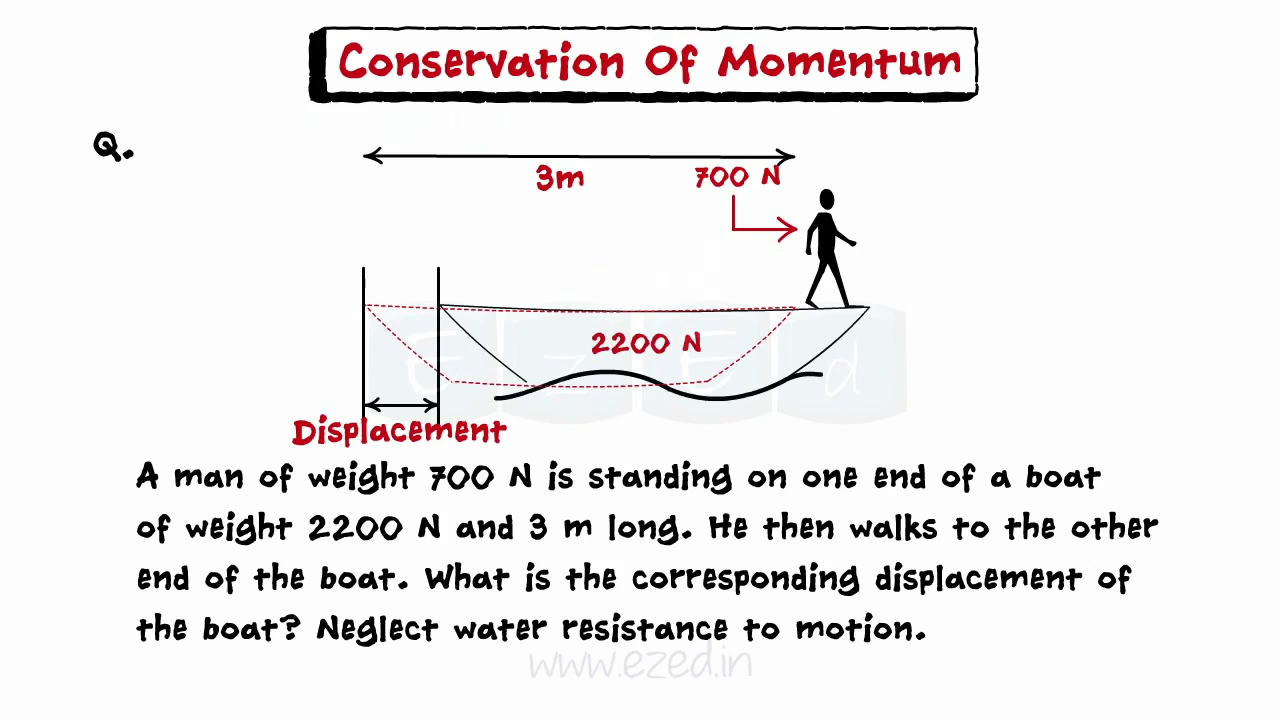 Conservation Of Momentum
Q.
3m
700 N
2200 N
EzEd
Displacement
A man of weight 700 N is standing on one end of a boat
of weight 2200 N and 3 m long. He then walks to the other
end of the boat. What is the corresponding displacement of
the boat? Neglect water resistance to motion.
www.ezed.in